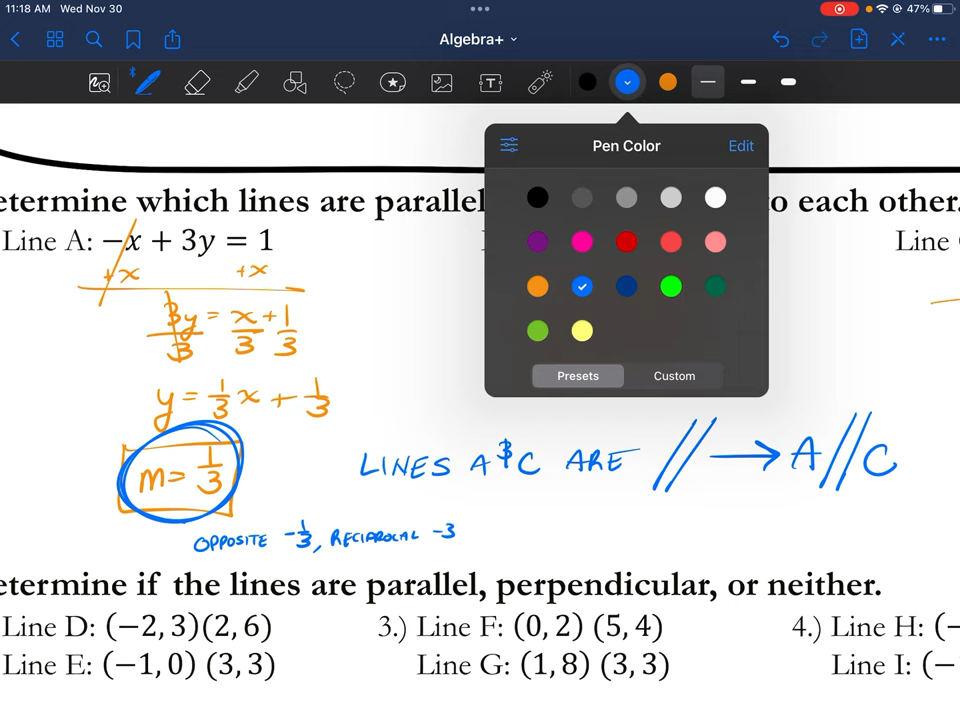 11:18 AM Wed Nov 30
47%
Algebra+
Pen Color
Edit
Presets
Custom
etermine which lines are parallel
o each other.
Line A: −x + 3y = 1
Line
+x +x
3y/3 = x/3 + 1/3
y = 1/3 x + 1/3
m = 1/3
LINES A & C ARE // → A // C
OPPOSITE -1/3, RECIPROCAL -3
etermine if the lines are parallel, perpendicular, or neither.
Line D: (−2, 3)(2, 6)
3.) Line F: (0, 2) (5, 4)
4.) Line H: (−
Line E: (−1, 0) (3, 3)
Line G: (1, 8) (3, 3)
Line I: (−